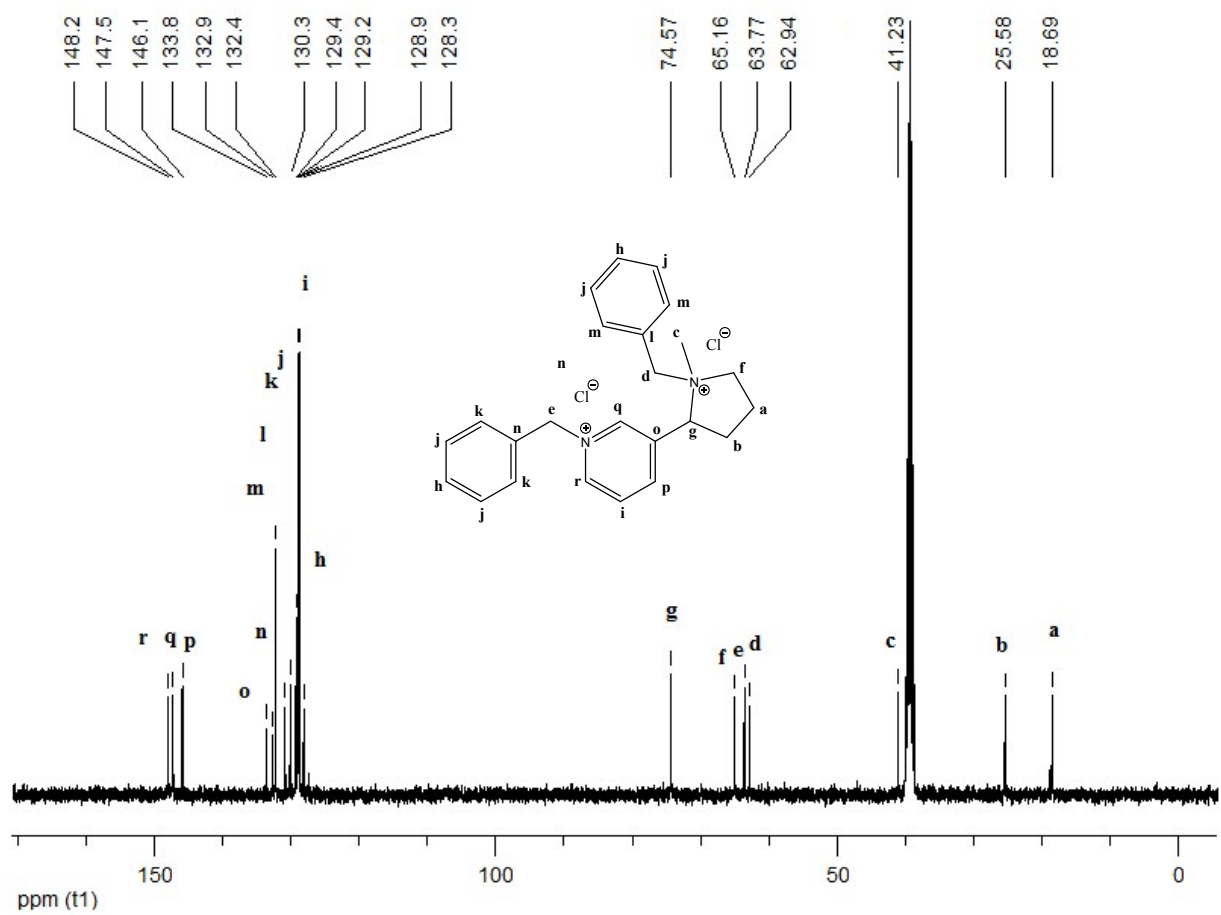 148.2 147.5 146.1 133.8 132.9 132.4 130.3 129.4 129.2 128.9 128.3 74.57 65.16 63.77 62.94 41.23 25.58 18.69
h
j
i
j
m
m
c
Cl⊖
l
j
n
d
N
⊕
f
k
Cl⊖
a
e
q
k
n
⊕
o
g
b
l
j
N
h
k
r
p
m
j
i
h
g
n
r q p
f e d
c
b
a
o
150 100 50 0
ppm (t1)